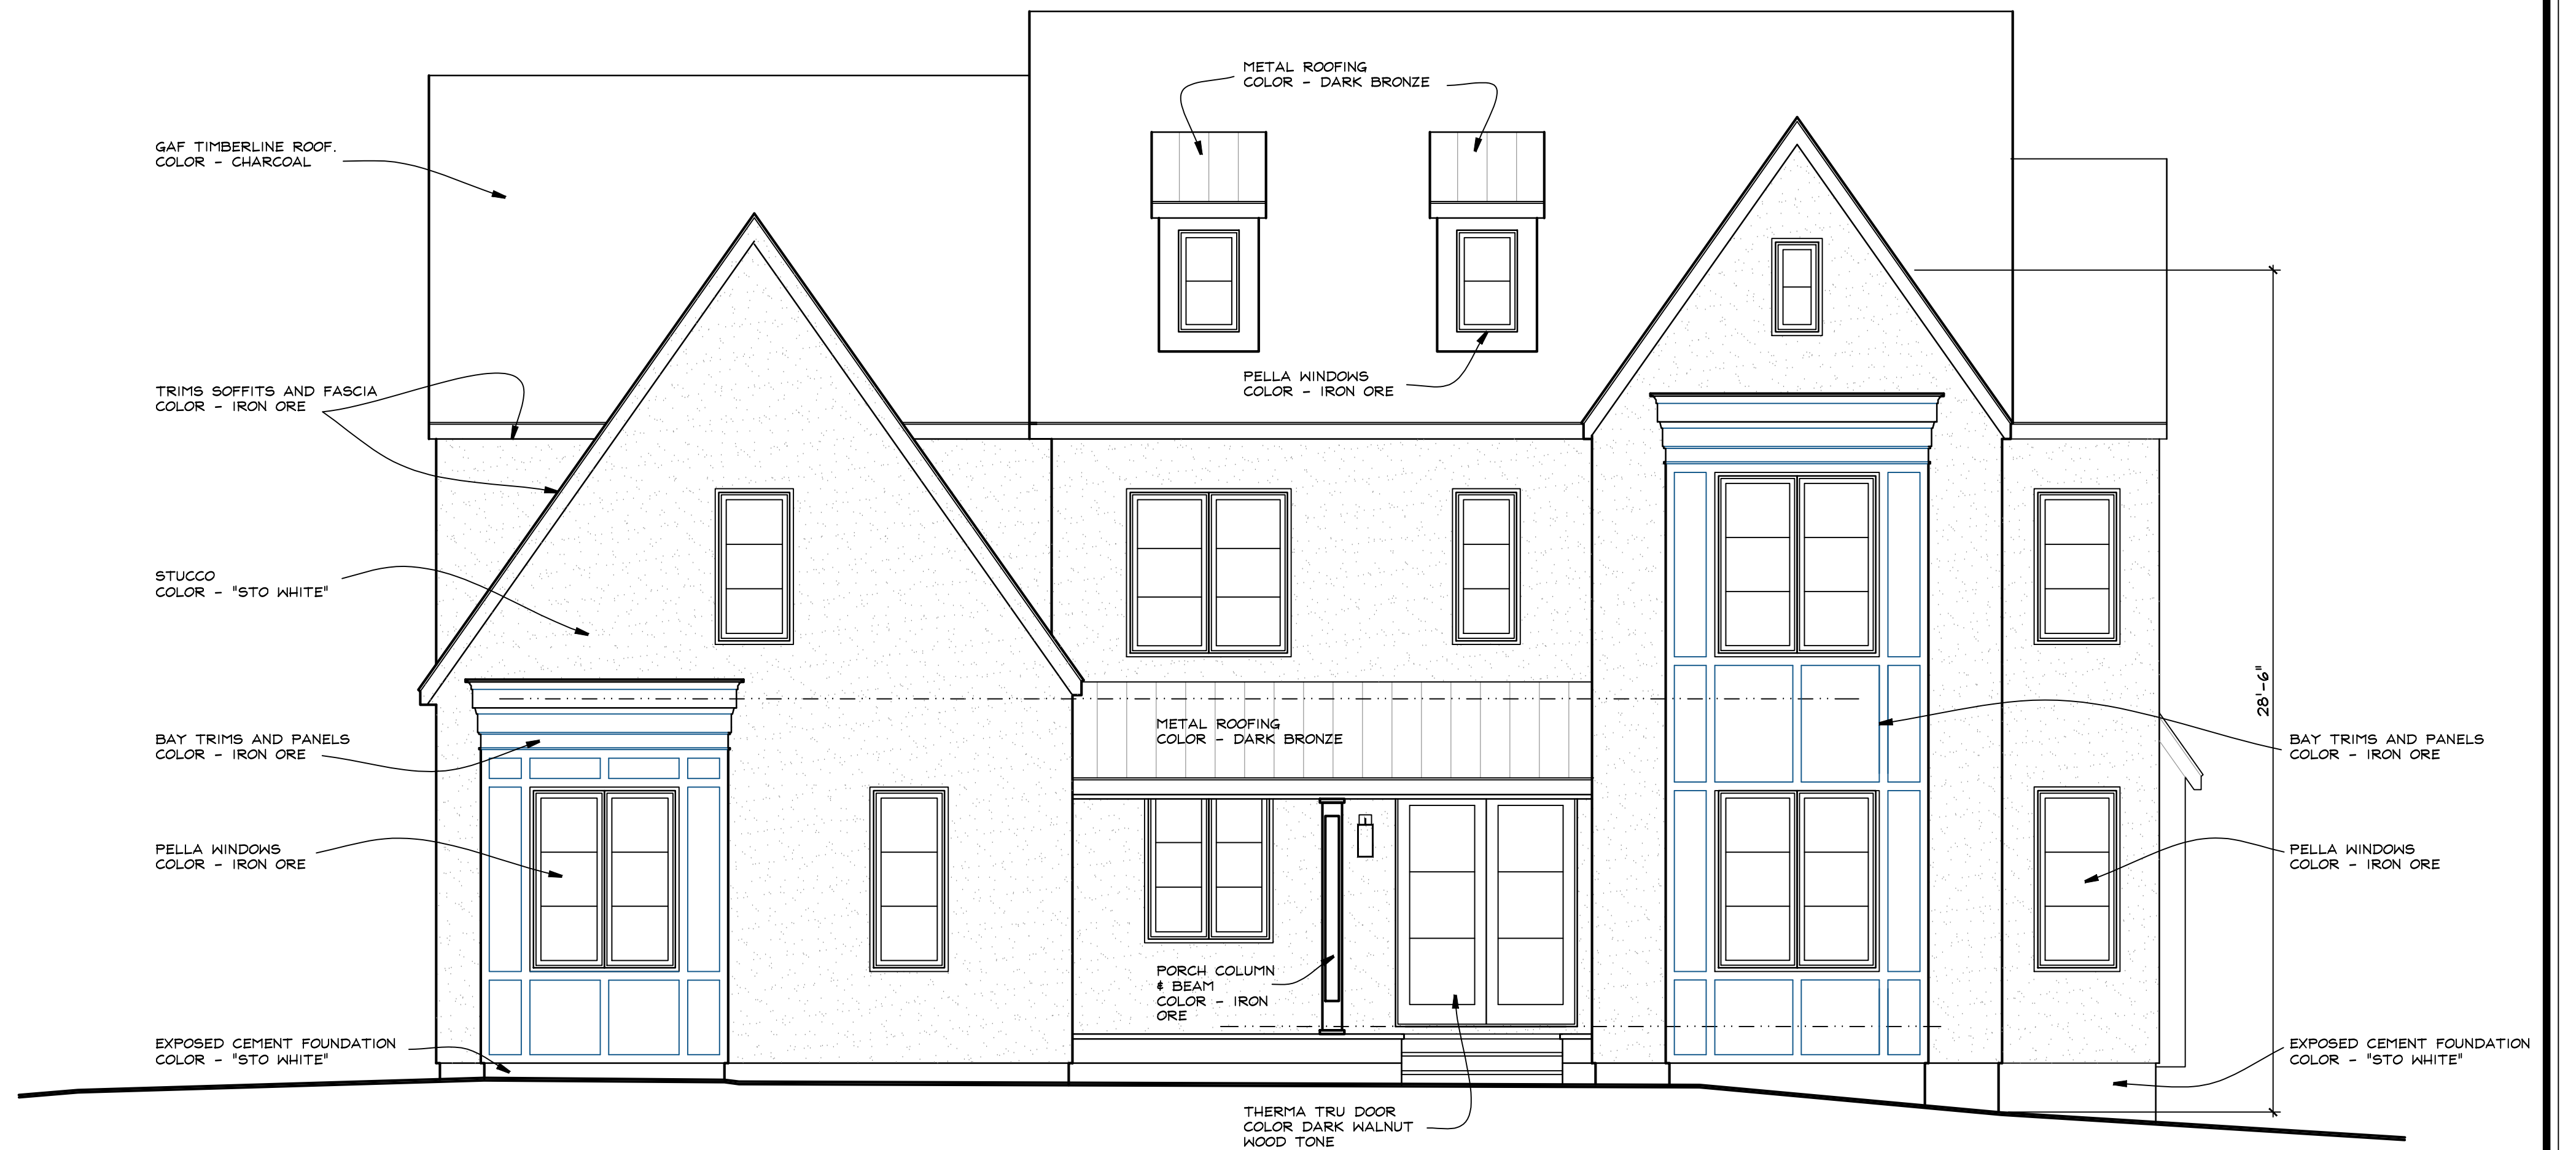 METAL ROOFING
COLOR - DARK BRONZE
GAF TIMBERLINE ROOF.
COLOR - CHARCOAL
PELLA WINDOWS
COLOR - IRON ORE
TRIMS SOFFITS AND FASCIA
COLOR - IRON ORE
STUCCO
COLOR - "STO WHITE"
28'-6"
METAL ROOFING
COLOR - DARK BRONZE
BAY TRIMS AND PANELS
COLOR - IRON ORE
BAY TRIMS AND PANELS
COLOR - IRON ORE
PELLA WINDOWS
COLOR - IRON ORE
PELLA WINDOWS
COLOR - IRON ORE
PORCH COLUMN
& BEAM
COLOR - IRON
ORE
EXPOSED CEMENT FOUNDATION
COLOR - "STO WHITE"
EXPOSED CEMENT FOUNDATION
COLOR - "STO WHITE"
THERMA TRU DOOR
COLOR DARK WALNUT
WOOD TONE